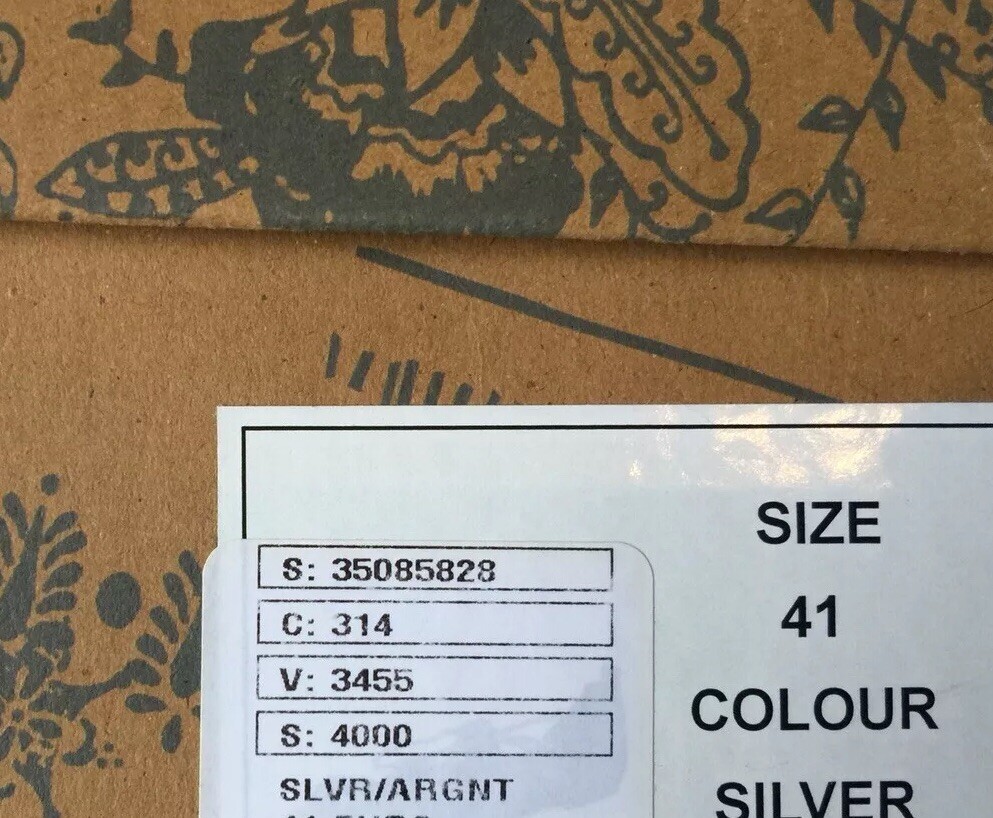 S: 35085828
C: 314
V: 3455
S: 4000
SLVR/ARGNT
SIZE
41
COLOUR
SILVER